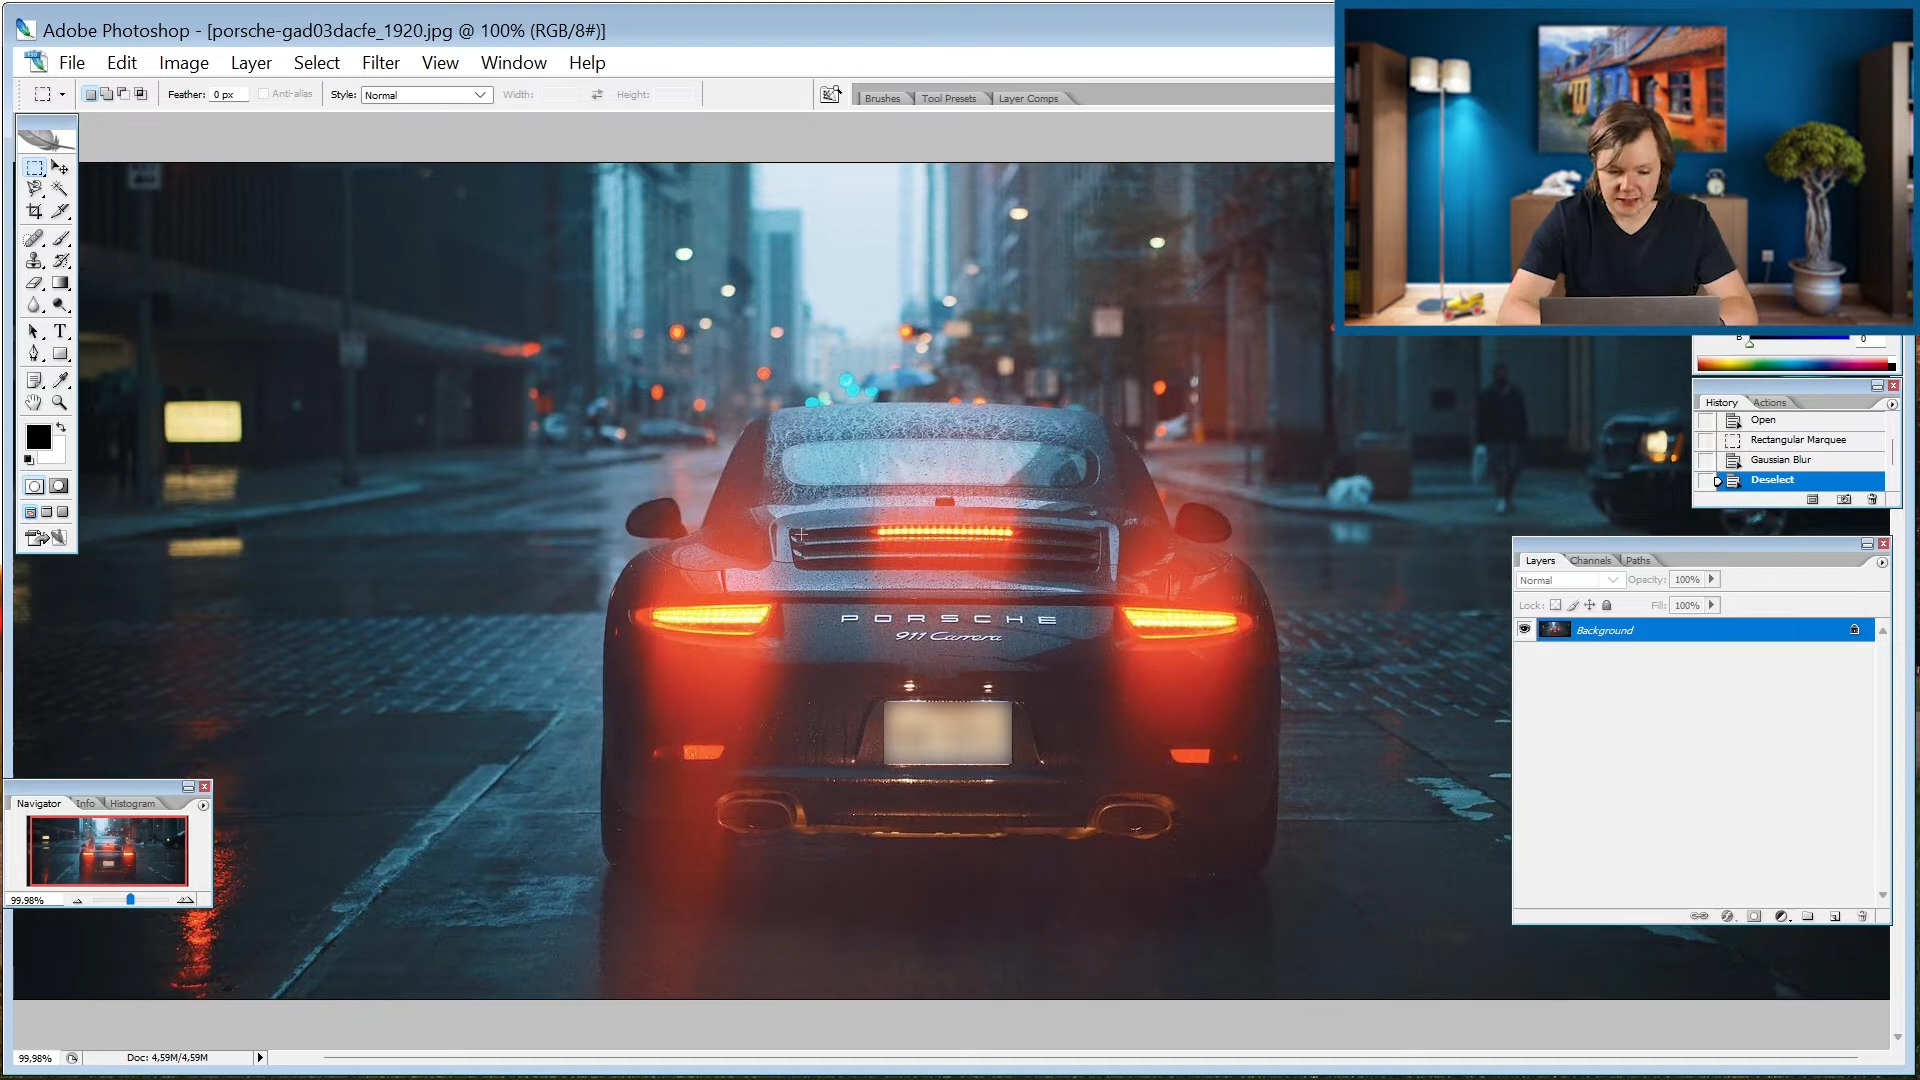 Adobe Photoshop - [porsche-gad03dacfe_1920.jpg @ 100% (RGB/8#)]
File Edit Image Layer Select Filter View Window Help
Feather: 0 px Anti-alias Style: Normal Width: Height:
Brushes Tool Presets Layer Comps
B 0
History Actions
Open
Rectangular Marquee
Gaussian Blur
Deselect
PORSCHE
911 Carrera
Layers Channels Paths
Normal Opacity: 100%
Lock: Fill: 100%
Background
Navigator Info Histogram
99.98%
99,98% Doc: 4,59M/4,59M